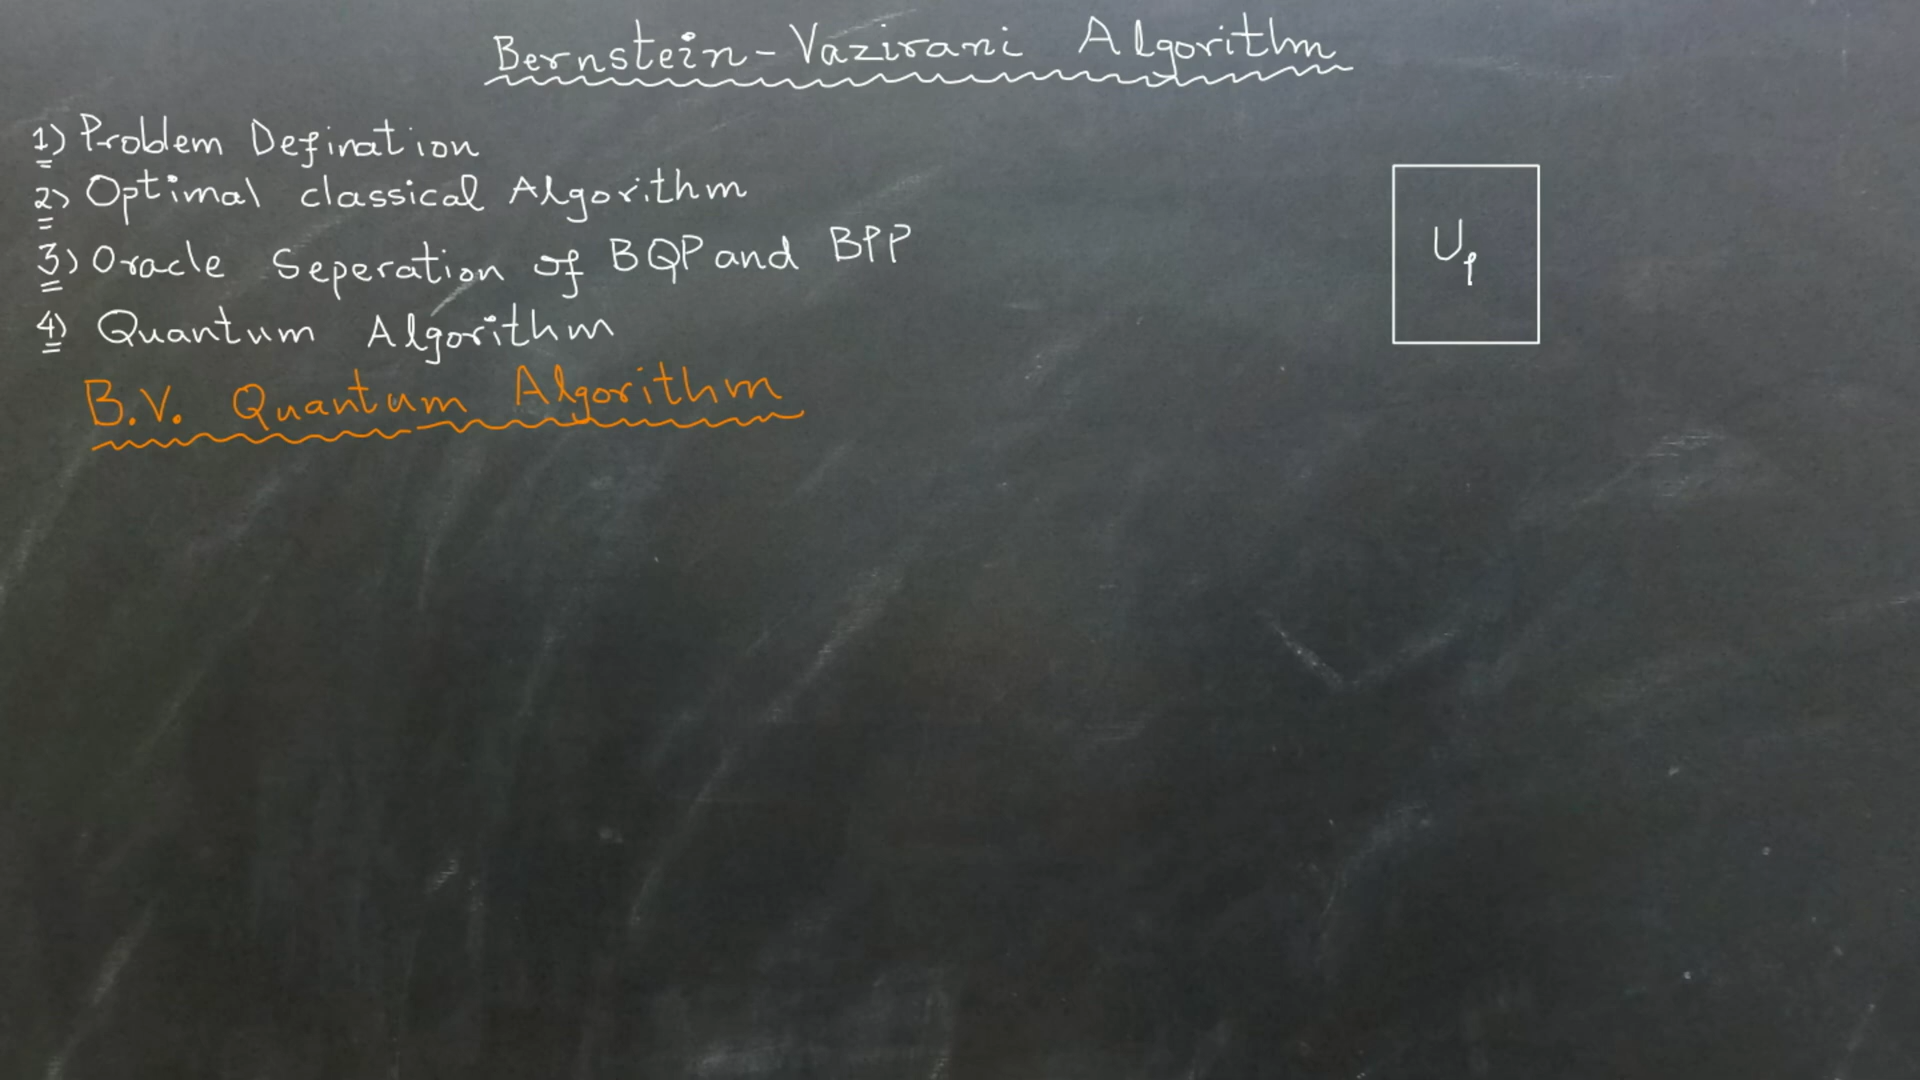 Bernstein-Vazirani Algorithm
1) Problem Defination
2) Optimal classical Algorithm
3) Oracle Seperation of BQP and BPP
4) Quantum Algorithm
B.V. Quantum Algorithm
U_f